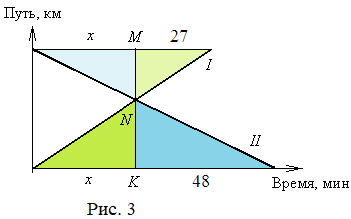 Путь, км
x M 27
I
N
II
x K 48 Время, мин
Рис. 3